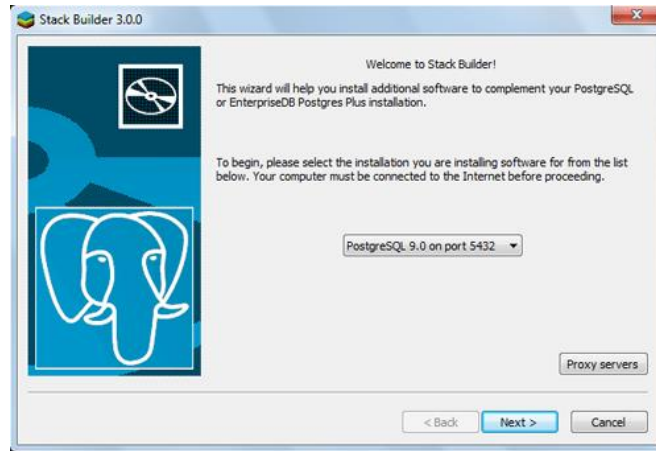 Stack Builder 3.0.0
Welcome to Stack Builder!
This wizard will help you install additional software to complement your PostgreSQL
or EnterpriseDB Postgres Plus installation.
To begin, please select the installation you are installing software for from the list
below. Your computer must be connected to the Internet before proceeding.
PostgreSQL 9.0 on port 5432
Proxy servers
< Back Next > Cancel